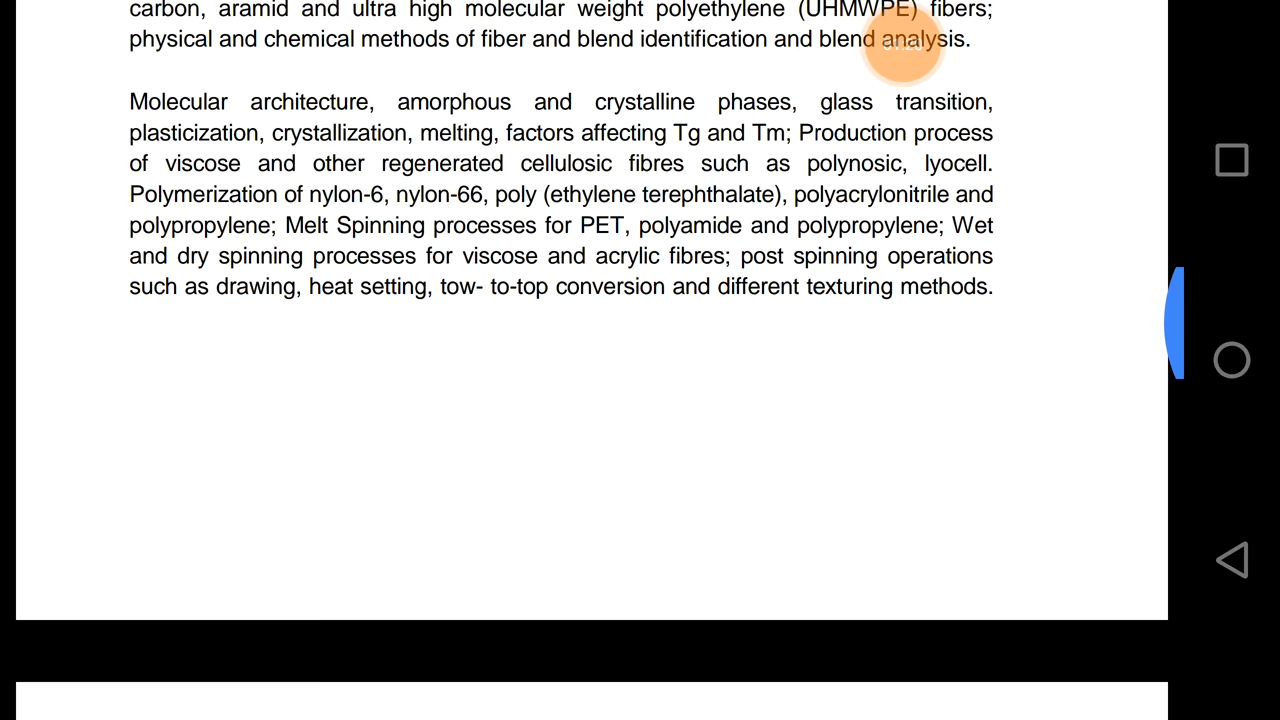 carbon, aramid and ultra high molecular weight polyethylene (UHMWPE) fibers;
physical and chemical methods of fiber and blend identification and blend analysis.
Molecular architecture, amorphous and crystalline phases, glass transition,
plasticization, crystallization, melting, factors affecting Tg and Tm; Production process
of viscose and other regenerated cellulosic fibres such as polynosic, lyocell.
Polymerization of nylon-6, nylon-66, poly (ethylene terephthalate), polyacrylonitrile and
polypropylene; Melt Spinning processes for PET, polyamide and polypropylene; Wet
and dry spinning processes for viscose and acrylic fibres; post spinning operations
such as drawing, heat setting, tow- to-top conversion and different texturing methods.